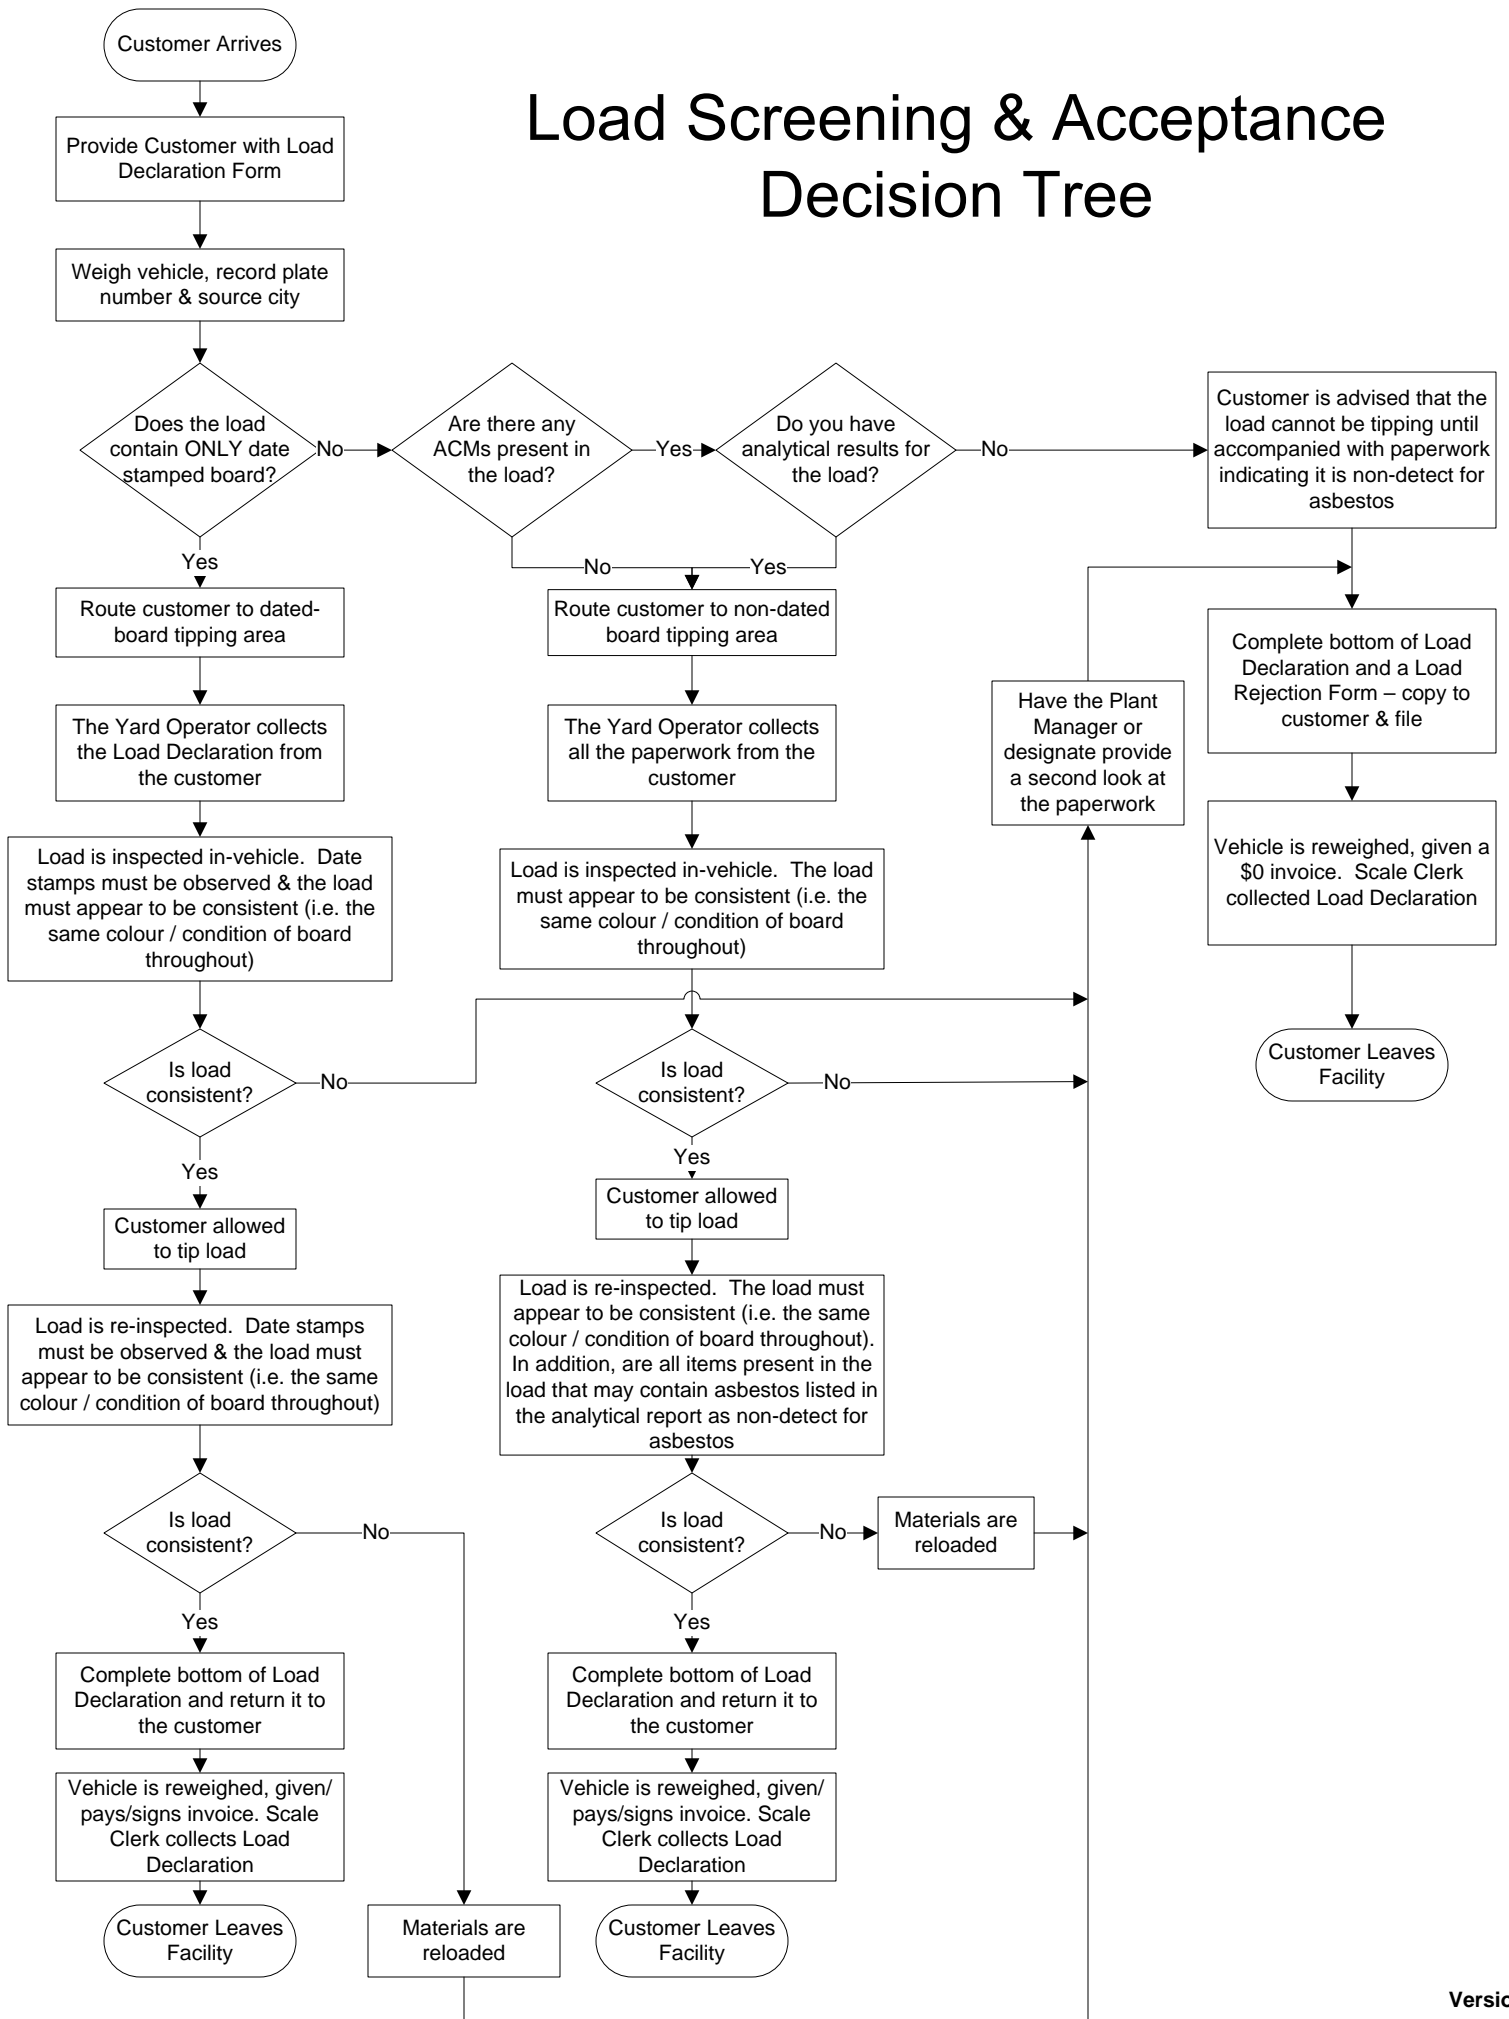 Customer Arrives
Load Screening & Acceptance
Decision Tree
Provide Customer with Load
Declaration Form
Weigh vehicle, record plate
number & source city
Does the load
contain ONLY date
stamped board?
No
Are there any
ACMs present in
the load?
Yes
Do you have
analytical results for
the load?
No
Customer is advised that the
load cannot be tipping until
accompanied with paperwork
indicating it is non-detect for
asbestos
Yes
No
Yes
Route customer to dated-
board tipping area
Route customer to non-dated
board tipping area
Complete bottom of Load
Declaration and a Load
Rejection Form – copy to
customer & file
The Yard Operator collects
the Load Declaration from
the customer
The Yard Operator collects
all the paperwork from the
customer
Have the Plant
Manager or
designate provide
a second look at
the paperwork
Vehicle is reweighed, given a
$0 invoice.  Scale Clerk
collected Load Declaration
Load is inspected in-vehicle.  Date
stamps must be observed & the load
must appear to be consistent (i.e. the
same colour / condition of board
throughout)
Load is inspected in-vehicle.  The load
must appear to be consistent (i.e. the
same colour / condition of board
throughout)
Is load
consistent?
No
Is load
consistent?
No
Customer Leaves
Facility
Yes
Yes
Customer allowed
to tip load
Customer allowed
to tip load
Load is re-inspected.  Date stamps
must be observed & the load must
appear to be consistent (i.e. the same
colour / condition of board throughout)
Load is re-inspected.  The load must
appear to be consistent (i.e. the same
colour / condition of board throughout).
In addition, are all items present in the
load that may contain asbestos listed in
the analytical report as non-detect for
asbestos
Is load
consistent?
No
Is load
consistent?
No
Materials are
reloaded
Yes
Yes
Complete bottom of Load
Declaration and return it to
the customer
Complete bottom of Load
Declaration and return it to
the customer
Vehicle is reweighed, given/
pays/signs invoice. Scale
Clerk collects Load
Declaration
Vehicle is reweighed, given/
pays/signs invoice. Scale
Clerk collects Load
Declaration
Customer Leaves
Facility
Materials are
reloaded
Customer Leaves
Facility